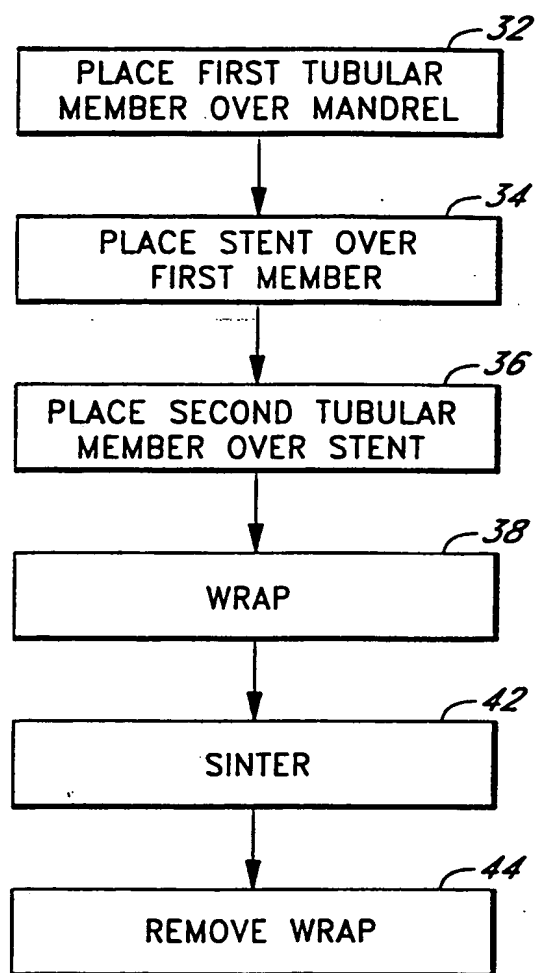 32
PLACE FIRST TUBULAR
MEMBER OVER MANDREL
34
PLACE STENT OVER
FIRST MEMBER
36
PLACE SECOND TUBULAR
MEMBER OVER STENT
38
WRAP
42
SINTER
44
REMOVE WRAP